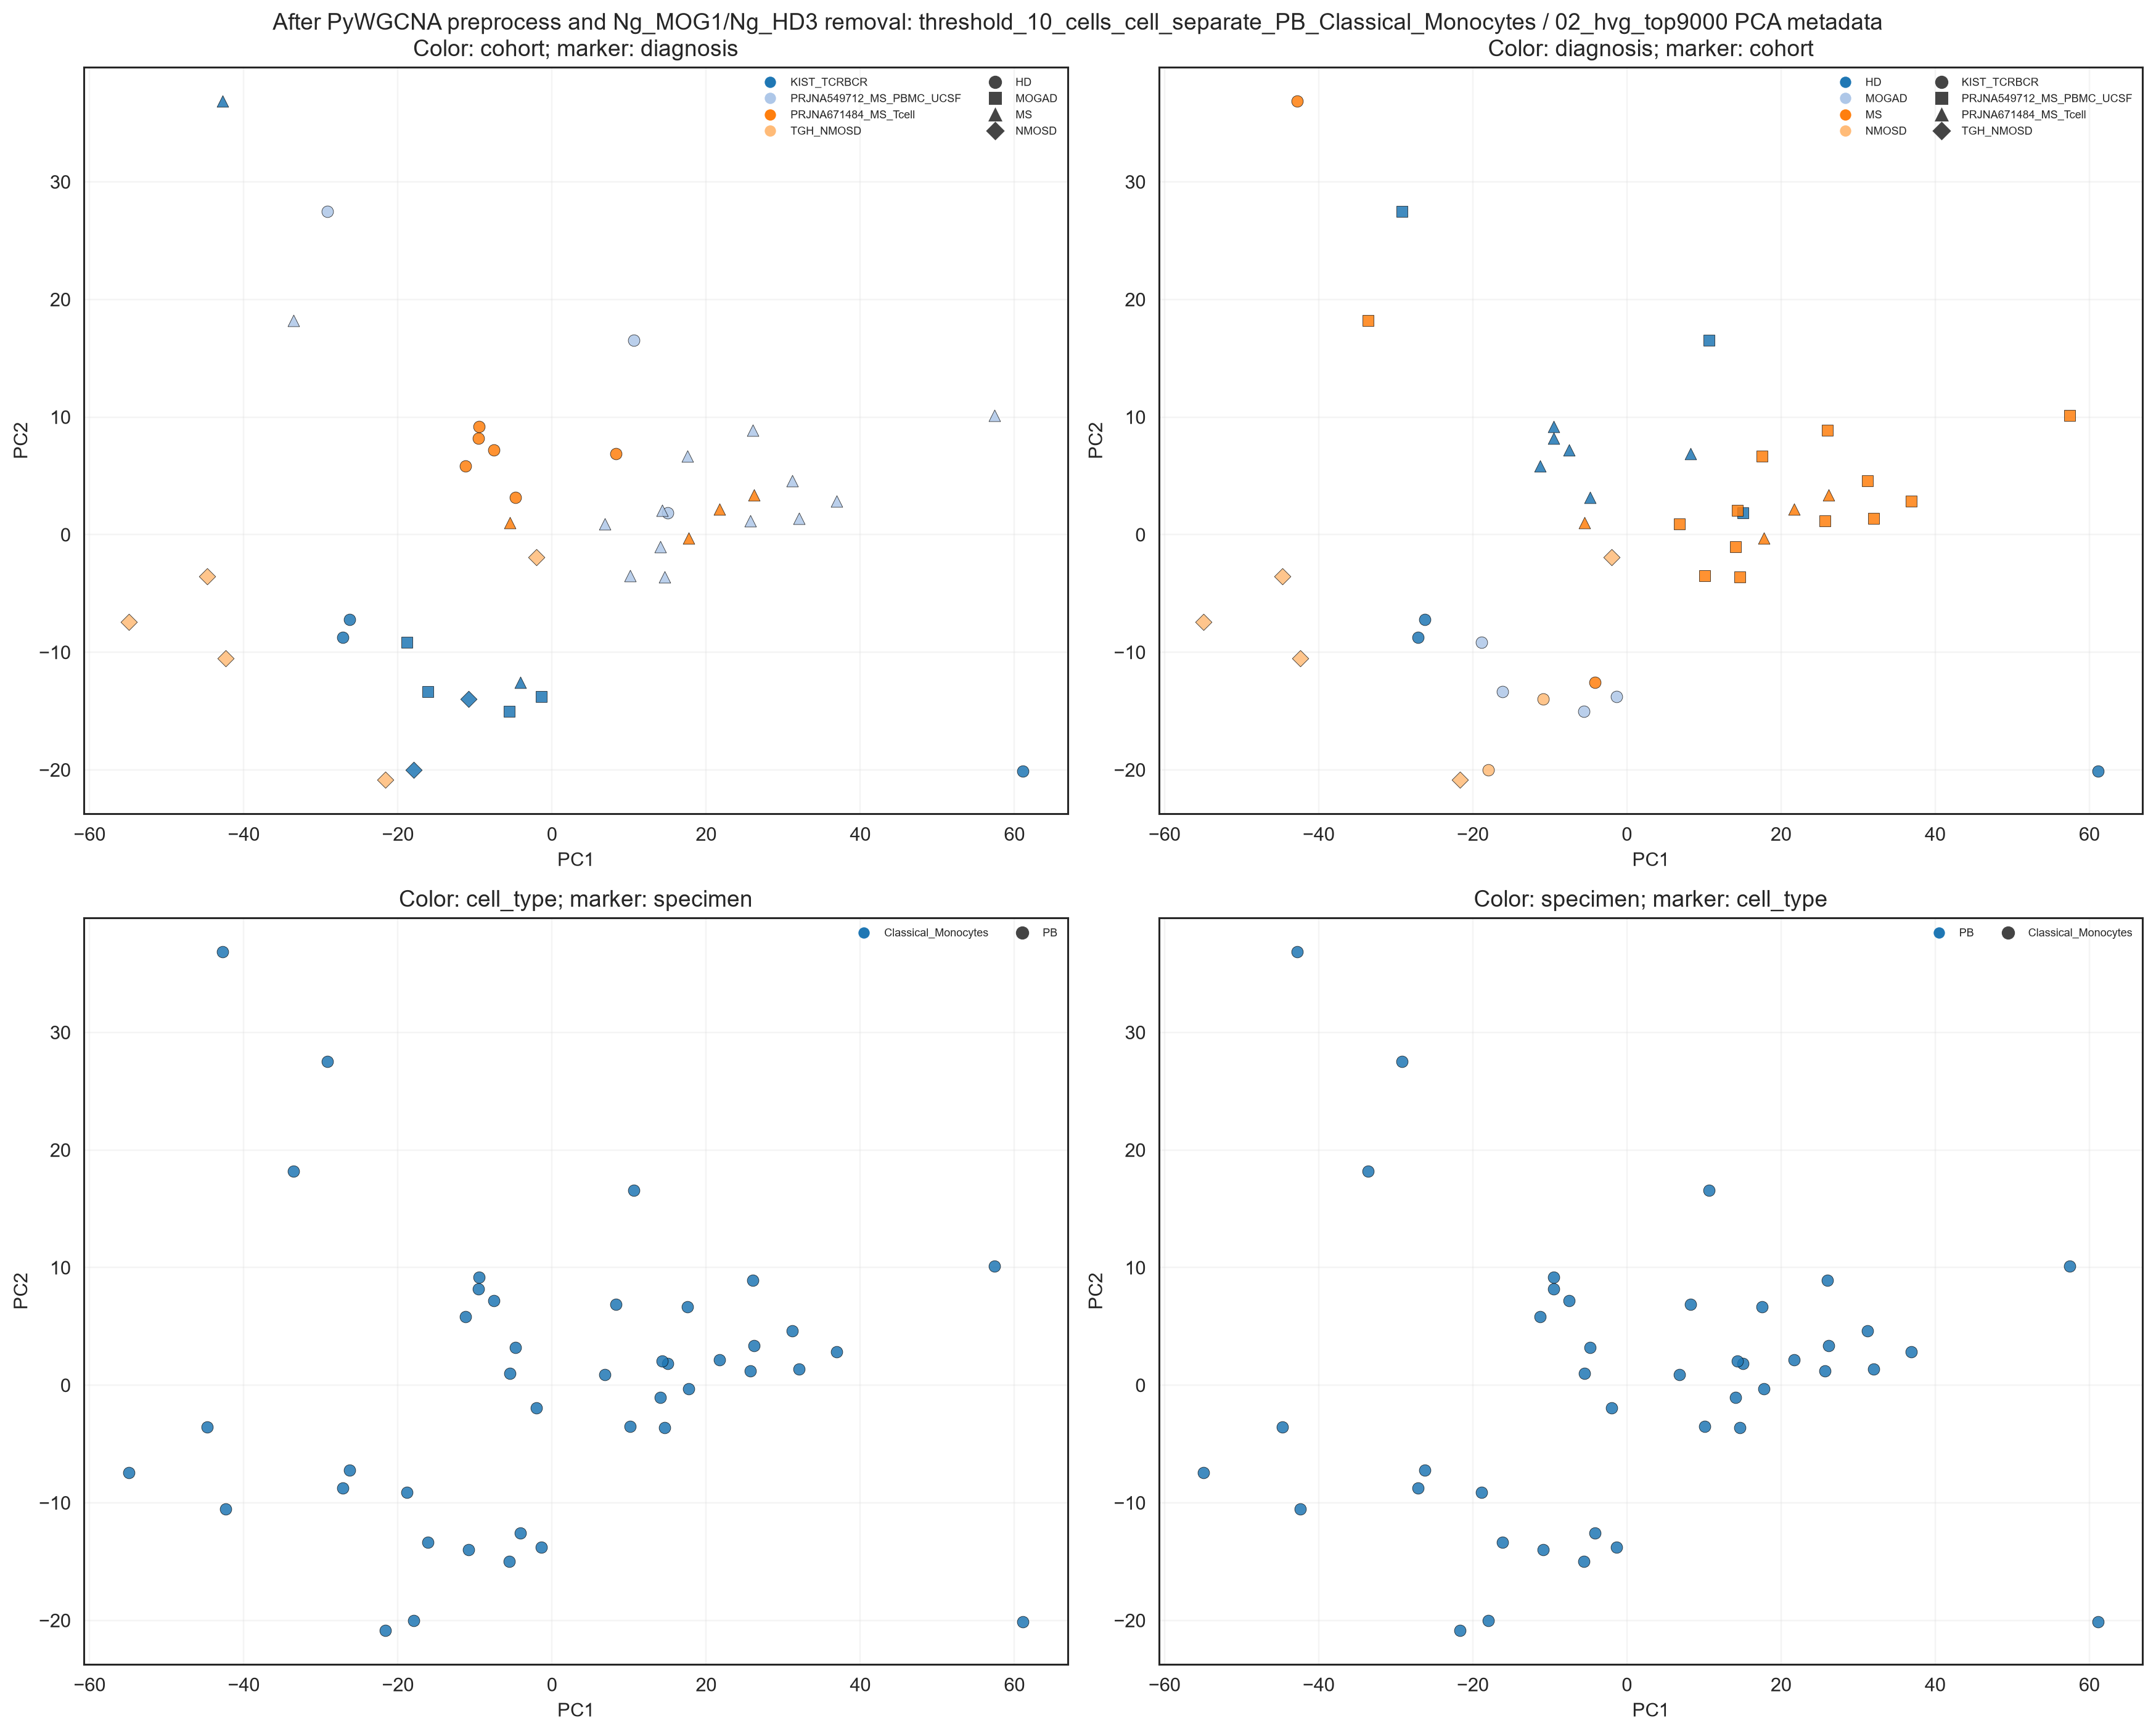 After PyWGCNA preprocess and Ng_MOG1/Ng_HD3 removal: threshold_10_cells_cell_separate_PB_Classical_Monocytes / 02_hvg_top9000 PCA metadata
Color: cohort; marker: diagnosis
KIST_TCRBCR HD
PRJNA549712_MS_PBMC_UCSF MOGAD
PRJNA671484_MS_Tcell MS
TGH_NMOSD NMOSD
30
20
10
0
−10
−20
PC2
−60 −40 −20 0 20 40 60
PC1
Color: diagnosis; marker: cohort
HD KIST_TCRBCR
MOGAD PRJNA549712_MS_PBMC_UCSF
MS PRJNA671484_MS_Tcell
NMOSD TGH_NMOSD
30
20
10
0
−10
−20
PC2
−60 −40 −20 0 20 40 60
PC1
Color: cell_type; marker: specimen
Classical_Monocytes PB
30
20
10
0
−10
−20
PC2
−60 −40 −20 0 20 40 60
PC1
Color: specimen; marker: cell_type
PB Classical_Monocytes
30
20
10
0
−10
−20
PC2
−60 −40 −20 0 20 40 60
PC1